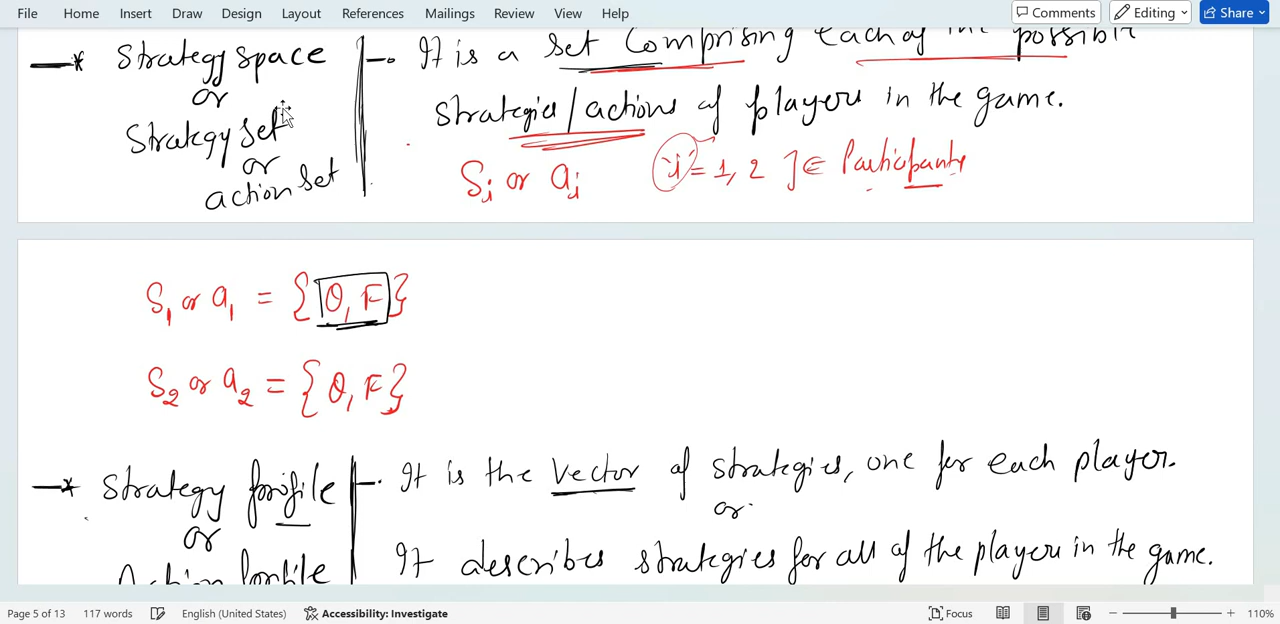 File Home Insert Draw Design Layout References Mailings Review View Help Comments Editing Share
* Strategy space - It is a set comprising each of the possible
or
strategies/actions of players in the game.
Strategy set
or
action set
Si or ai 'i' = 1, 2 ] ∈ Participants
S1 or a1 = {O, F}
S2 or a2 = {O, F}
* Strategy profile - It is the vector of strategies, one for each player.
or
or
It describes strategies for all of the players in the game.
Action Profile
Page 5 of 13 117 words English (United States) Accessibility: Investigate Focus 110%